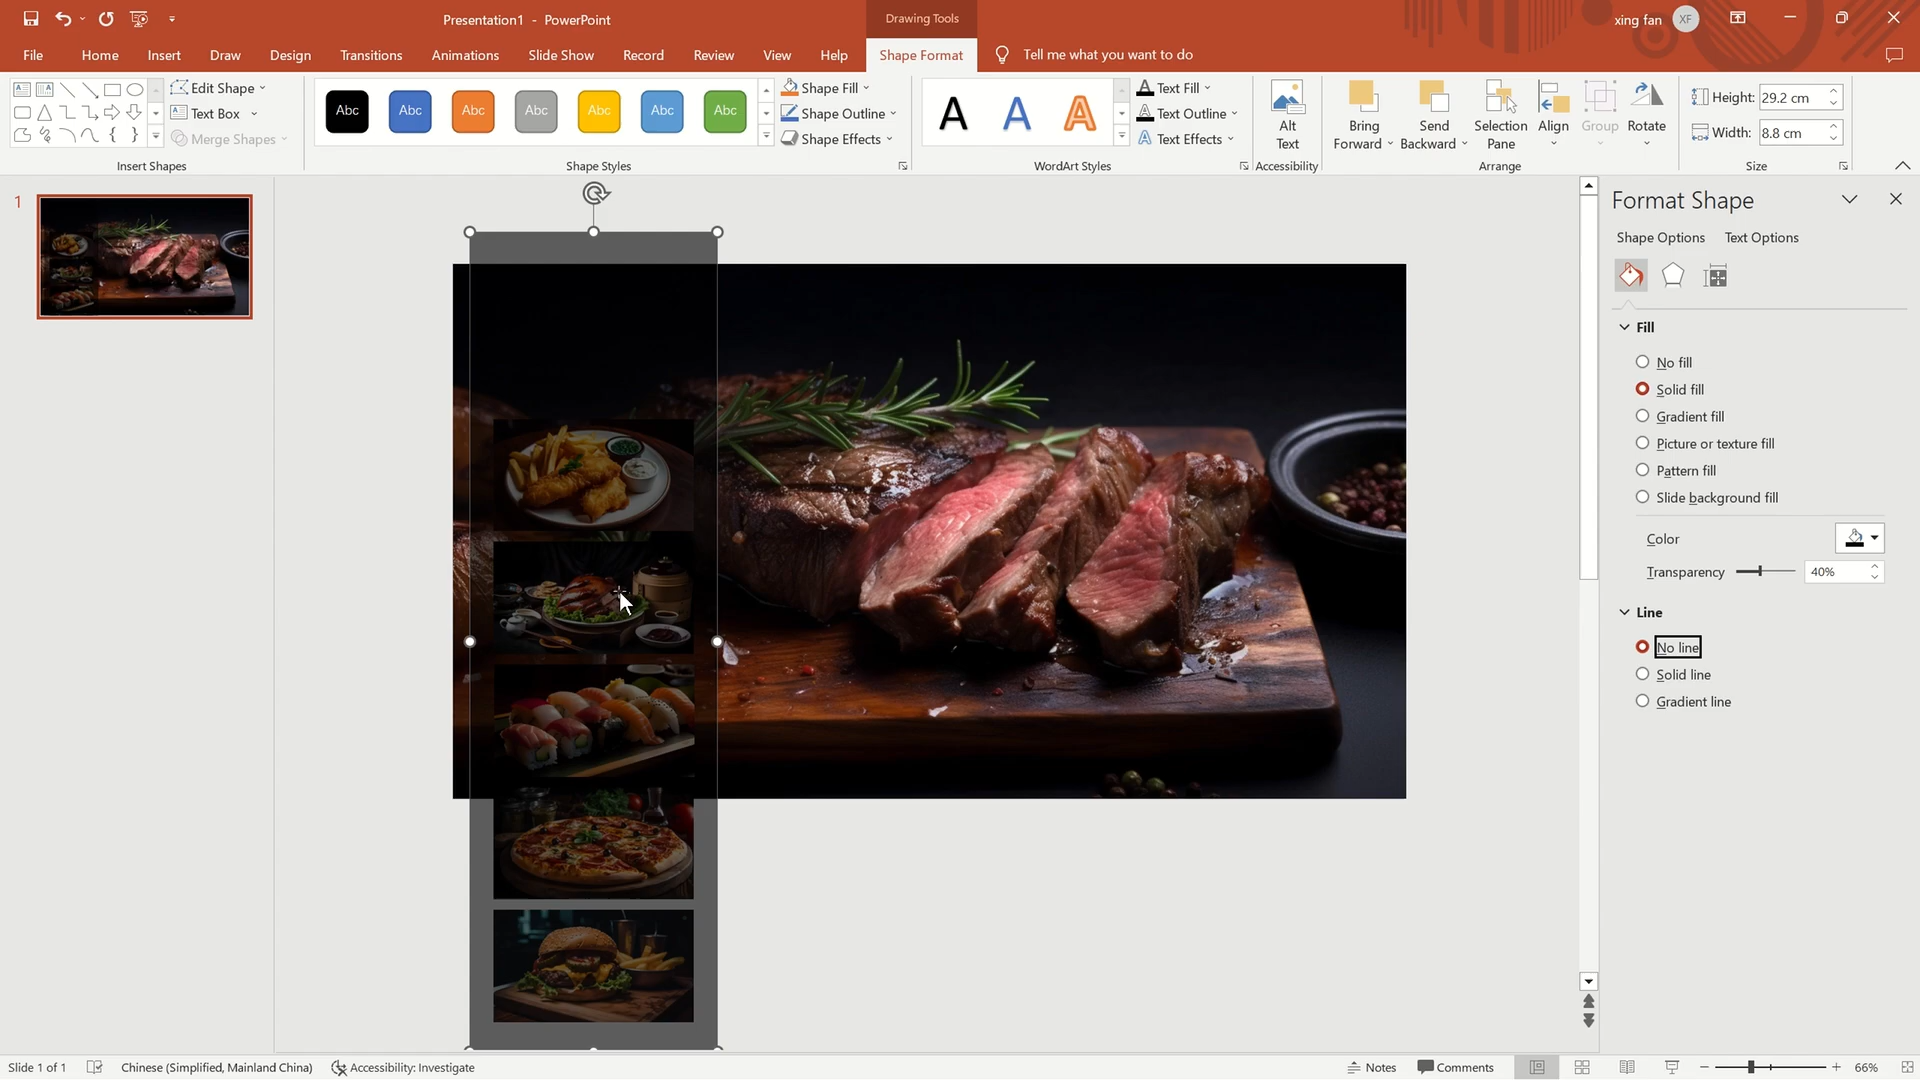 Presentation1 - PowerPoint
Drawing Tools
xing fan
XF
File
Home
Insert
Draw
Design
Transitions
Animations
Slide Show
Record
Review
View
Help
Shape Format
Tell me what you want to do
Edit Shape
Text Box
Merge Shapes
Insert Shapes
Abc
Abc
Abc
Abc
Abc
Abc
Abc
Shape Styles
Shape Fill
Shape Outline
Shape Effects
A
A
A
WordArt Styles
Text Fill
Text Outline
Text Effects
Alt
Text
Accessibility
Bring
Forward
Send
Backward
Selection
Pane
Align
Group
Rotate
Arrange
Height:
29.2 cm
Width:
8.8 cm
Size
1
Format Shape
Shape Options
Text Options
Fill
No fill
Solid fill
Gradient fill
Picture or texture fill
Pattern fill
Slide background fill
Color
Transparency
40%
Line
No line
Solid line
Gradient line
Slide 1 of 1
Chinese (Simplified, Mainland China)
Accessibility: Investigate
Notes
Comments
66%